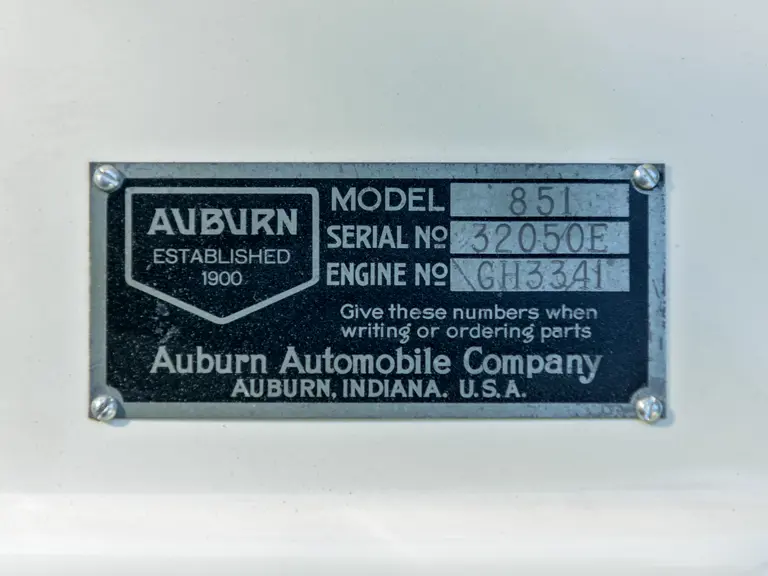 AUBURN
ESTABLISHED
1900
MODEL 851
SERIAL Nº 32050E
ENGINE Nº GH3341
Give these numbers when
writing or ordering parts
Auburn Automobile Company
AUBURN, INDIANA. U.S.A.